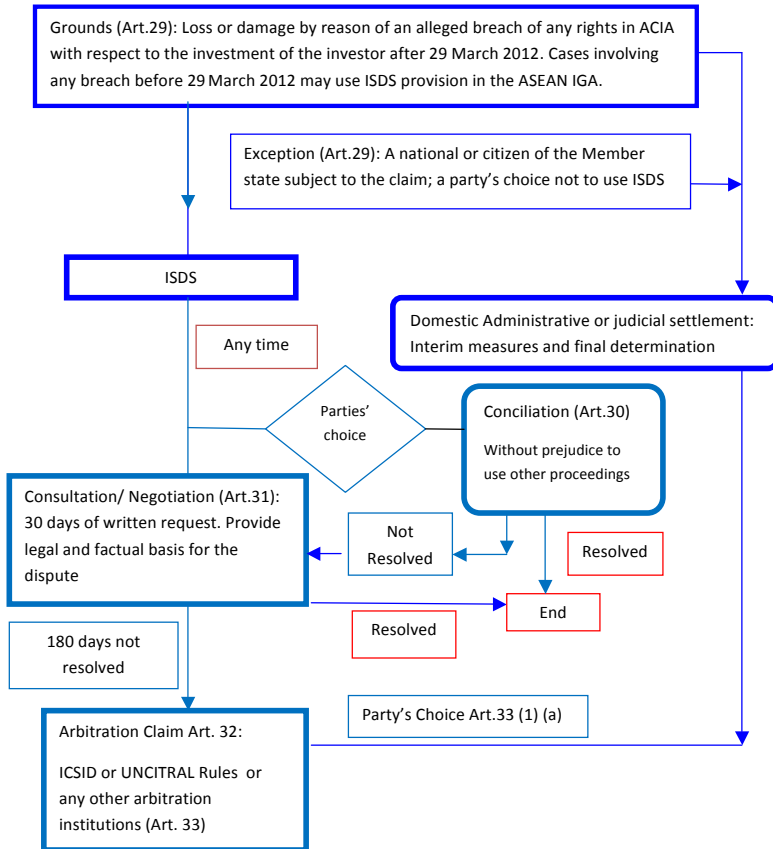 Grounds (Art.29): Loss or damage by reason of an alleged breach of any rights in ACIA
with respect to the investment of the investor after 29 March 2012. Cases involving
any breach before 29 March 2012 may use ISDS provision in the ASEAN IGA.
Exception (Art.29): A national or citizen of the Member
state subject to the claim; a party's choice not to use ISDS
ISDS
Domestic Administrative or judicial settlement:
Interim measures and final determination
Any time
Parties'
choice
Conciliation (Art.30)
Without prejudice to
use other proceedings
Consultation/ Negotiation (Art.31):
30 days of written request. Provide
legal and factual basis for the
dispute
Not
Resolved
Resolved
End
Resolved
180 days not
resolved
Arbitration Claim Art. 32:
ICSID or UNCITRAL Rules or
any other arbitration
institutions (Art. 33)
Party's Choice Art.33 (1) (a)